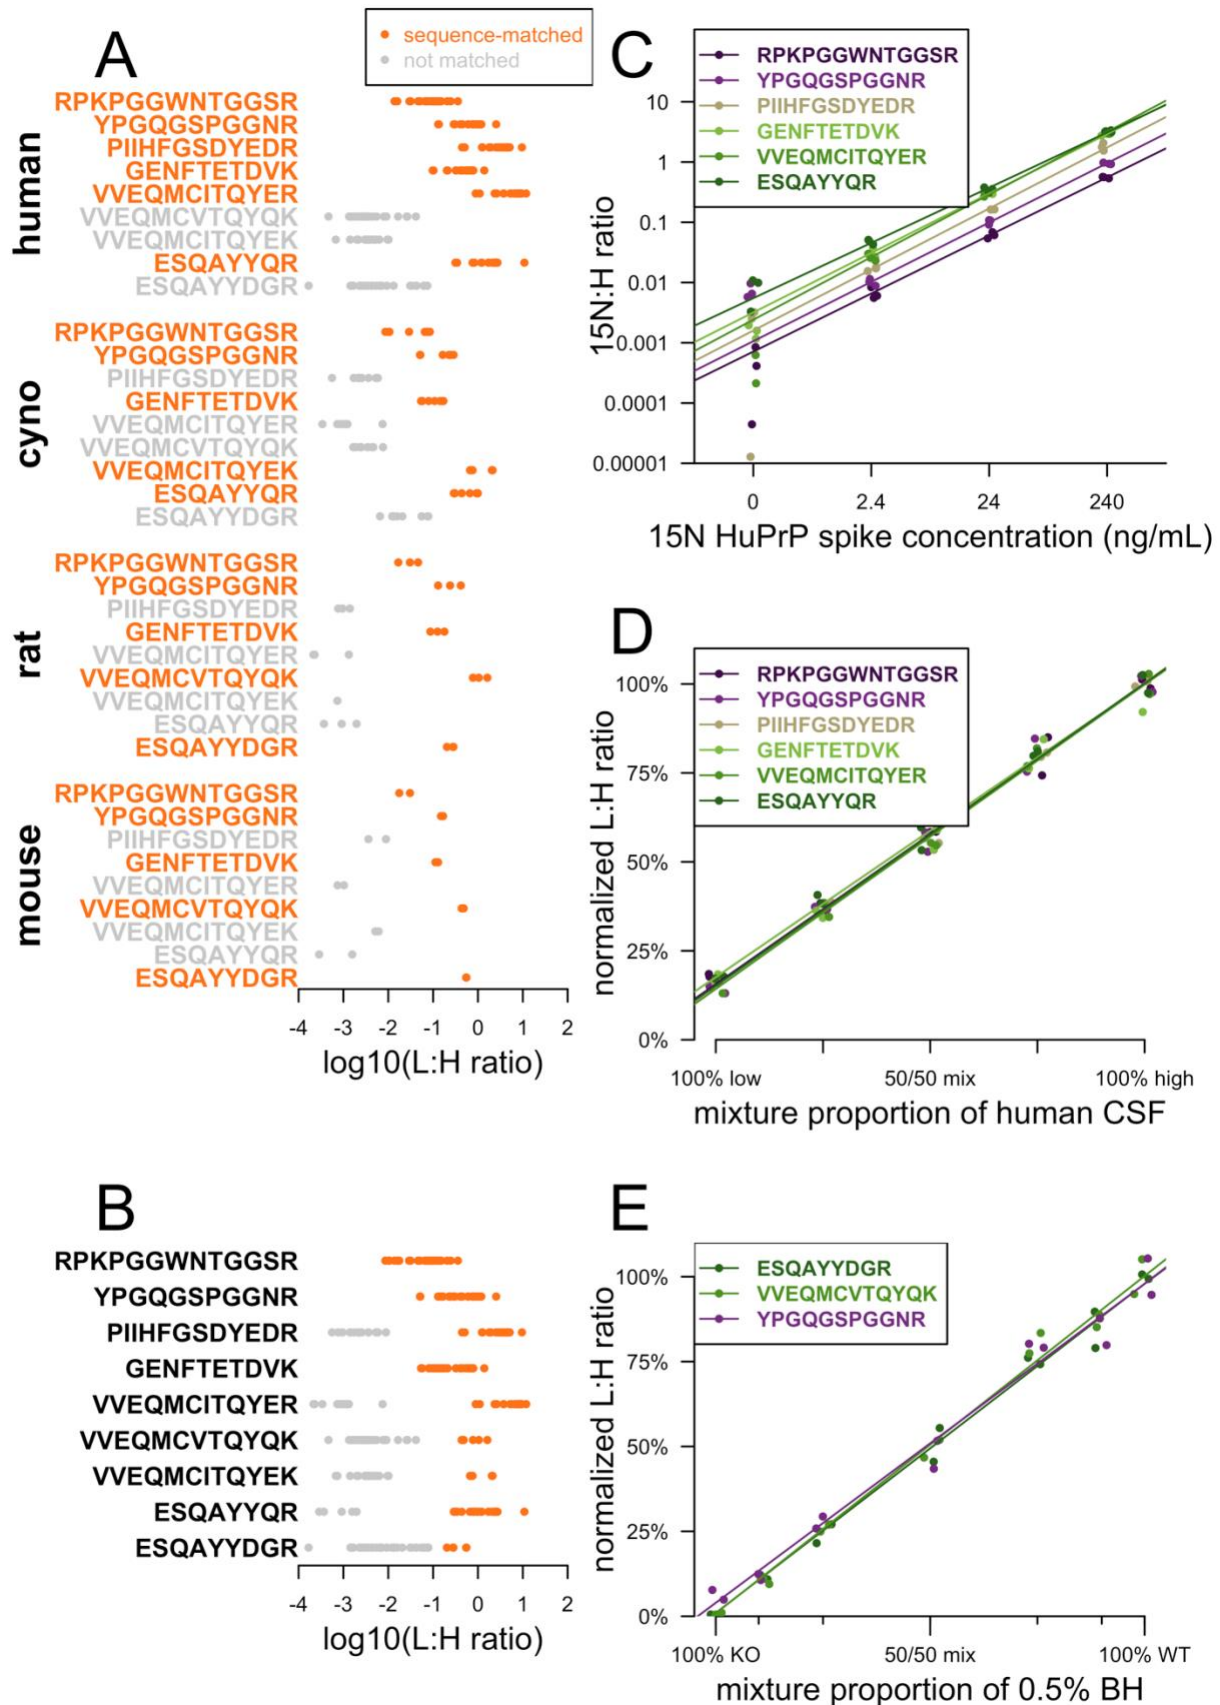 A
sequence-matched
not matched
human
RPKPGGWNTGGSR
YPGQGSPGGNR
PIIHFGSDYEDR
GENFTETDVK
VVEQMCITQYER
VVEQMCVTQYQK
VVEQMCITQYEK
ESQAYYQR
ESQAYYDGR
cyno
RPKPGGWNTGGSR
YPGQGSPGGNR
PIIHFGSDYEDR
GENFTETDVK
VVEQMCITQYER
VVEQMCVTQYQK
VVEQMCITQYEK
ESQAYYQR
ESQAYYDGR
rat
RPKPGGWNTGGSR
YPGQGSPGGNR
PIIHFGSDYEDR
GENFTETDVK
VVEQMCITQYER
VVEQMCVTQYQK
VVEQMCITQYEK
ESQAYYQR
ESQAYYDGR
mouse
RPKPGGWNTGGSR
YPGQGSPGGNR
PIIHFGSDYEDR
GENFTETDVK
VVEQMCITQYER
VVEQMCVTQYQK
VVEQMCITQYEK
ESQAYYQR
ESQAYYDGR
-4 -3 -2 -1 0 1 2
log10(L:H ratio)
B
RPKPGGWNTGGSR
YPGQGSPGGNR
PIIHFGSDYEDR
GENFTETDVK
VVEQMCITQYER
VVEQMCVTQYQK
VVEQMCITQYEK
ESQAYYQR
ESQAYYDGR
-4 -3 -2 -1 0 1 2
log10(L:H ratio)
C
RPKPGGWNTGGSR
YPGQGSPGGNR
PIIHFGSDYEDR
GENFTETDVK
VVEQMCITQYER
ESQAYYQR
15N:H ratio
10
1
0.1
0.01
0.001
0.0001
0.00001
0 2.4 24 240
15N HuPrP spike concentration (ng/mL)
D
RPKPGGWNTGGSR
YPGQGSPGGNR
PIIHFGSDYEDR
GENFTETDVK
VVEQMCITQYER
ESQAYYQR
normalized L:H ratio
100%
75%
50%
25%
0%
100% low 50/50 mix 100% high
mixture proportion of human CSF
E
ESQAYYDGR
VVEQMCVTQYQK
YPGQGSPGGNR
normalized L:H ratio
100%
75%
50%
25%
0%
100% KO 50/50 mix 100% WT
mixture proportion of 0.5% BH